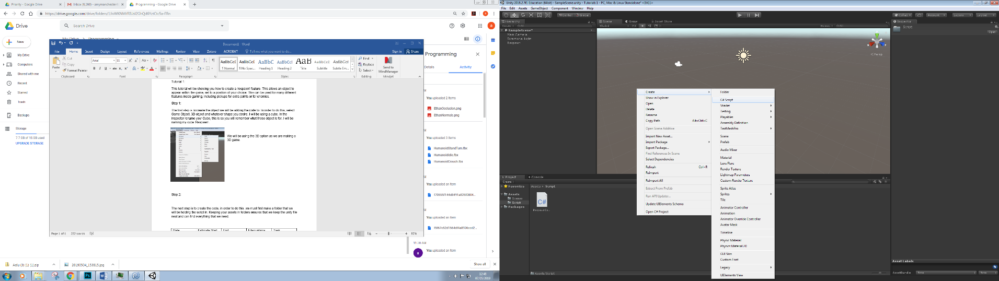 Priority - Google Drive
Inbox (6,260) - amymanchester4
Programming - Google Drive
Drive
Search Drive
New
My Drive
Computers
Shared with me
Recent
Starred
Trash
Backups
Storage
7.7 GB of 15 GB used
UPGRADE STORAGE
Document1 - Word
File Home Insert Design Layout References Mailings Review View Zotero ACROBAT Tell me what you want to do...
Sign in Share
Paste
Cut
Copy
Format Painter
Arial 11
AaBbCcI AaBbCcI AaBbC AaBbCcI AaB AaBbCcI AaBbCcI
¶ Normal ¶ No Spac... Heading 1 Heading 2 Title Subtitle Subtle Em...
Find
Replace
Select
Send to
MindManager
Clipboard Font Paragraph Styles Editing Mindjet
Tutorial 1:
This tutorial will be showing you how to create a 'respawn' feature. This allows an object to
appear within the game, set to a position of your choice. This can be used for many different
features inside gaming, including pickups for extra points or for enemies.
Step 1:
The first step is to create the object we will be adding the code to. In order to do this, select
Game Object, 3D object and whatever shape you desire. I will be using a cube. In the
Inspector rename your Cube, this is so you will remember what these object is for. I will be
naming my cube 'Respawn'.
We will be using the 3D option as we are making a
3D game
Step 2:
The next step is to create the code, in order to do this, we must first make a folder that we
will be holding the script in. Keeping your assets in folders ensures that we keep the unity file
neat and can find everything that we need.
Date Estimate Start End Interruptions Task
Page 1 of 1 222 words
80%
Programming
Details Activity
You uploaded 2 items
EthanOcclusion.png
EthanNormals.png
You uploaded 3 items
HumanoidStandTurn.fbx
HumanoidIdle.fbx
HumanoidCrouch.fbx
You uploaded an item
You uploaded an item
11:20 AM
You uploaded an item
Aelu (3) (1) (1).zip
20190504_153815.jpg
Show all
12:48
07/05/2019
Unity 2018.2.7f1 Education (64bit) - SampleScene.unity - Tutorials 1 - PC, Mac & Linux Standalone* <DX11>
File Edit Assets GameObject Component Window Help
Center Global
Collab Account Layers Layout
Hierarchy
Create
SampleScene*
Main Camera
Directional Light
Respawn
Scene Game Asset Store
Shaded 2D Gizmos
Persp
Inspector
Script
Open
Create
Show in Explorer
Open
Delete
Rename
Copy Path Alt+Ctrl+C
Open Scene Additive
Import New Asset...
Import Package
Export Package...
Find References In Scene
Select Dependencies
Refresh Ctrl+R
Reimport
Reimport All
Extract From Prefab
Run API Updater...
Update UIElements Schema
Open C# Project
Folder
C# Script
Shader
Testing
Playables
Assembly Definition
TextMeshPro
Scene
Prefab
Audio Mixer
Material
Lens Flare
Render Texture
Lightmap Parameters
Custom Render Texture
Sprite Atlas
Sprites
Tile
Animator Controller
Animation
Animator Override Controller
Avatar Mask
Timeline
Physic Material
Physics Material 2D
GUI Skin
Custom Font
Legacy
UIElements View
Project Console
Create
Favorites
Assets
Scenes
Script
Packages
Assets Script
C#
RespawnCo...
Assets/Script
Asset Labels
AssetBundle None None